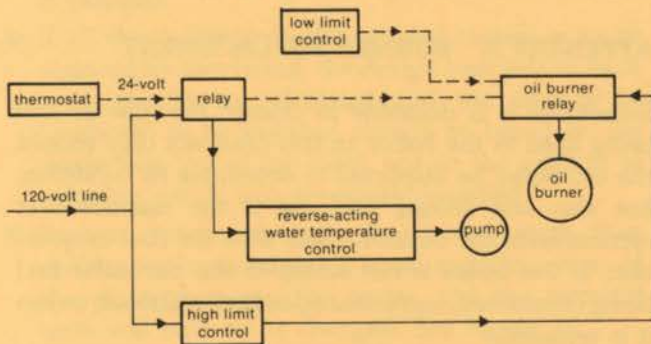 low limit
control
24-volt
thermostat
relay
oil burner
relay
120-volt line
oil
burner
reverse-acting
water temperature
control
pump
high limit
control